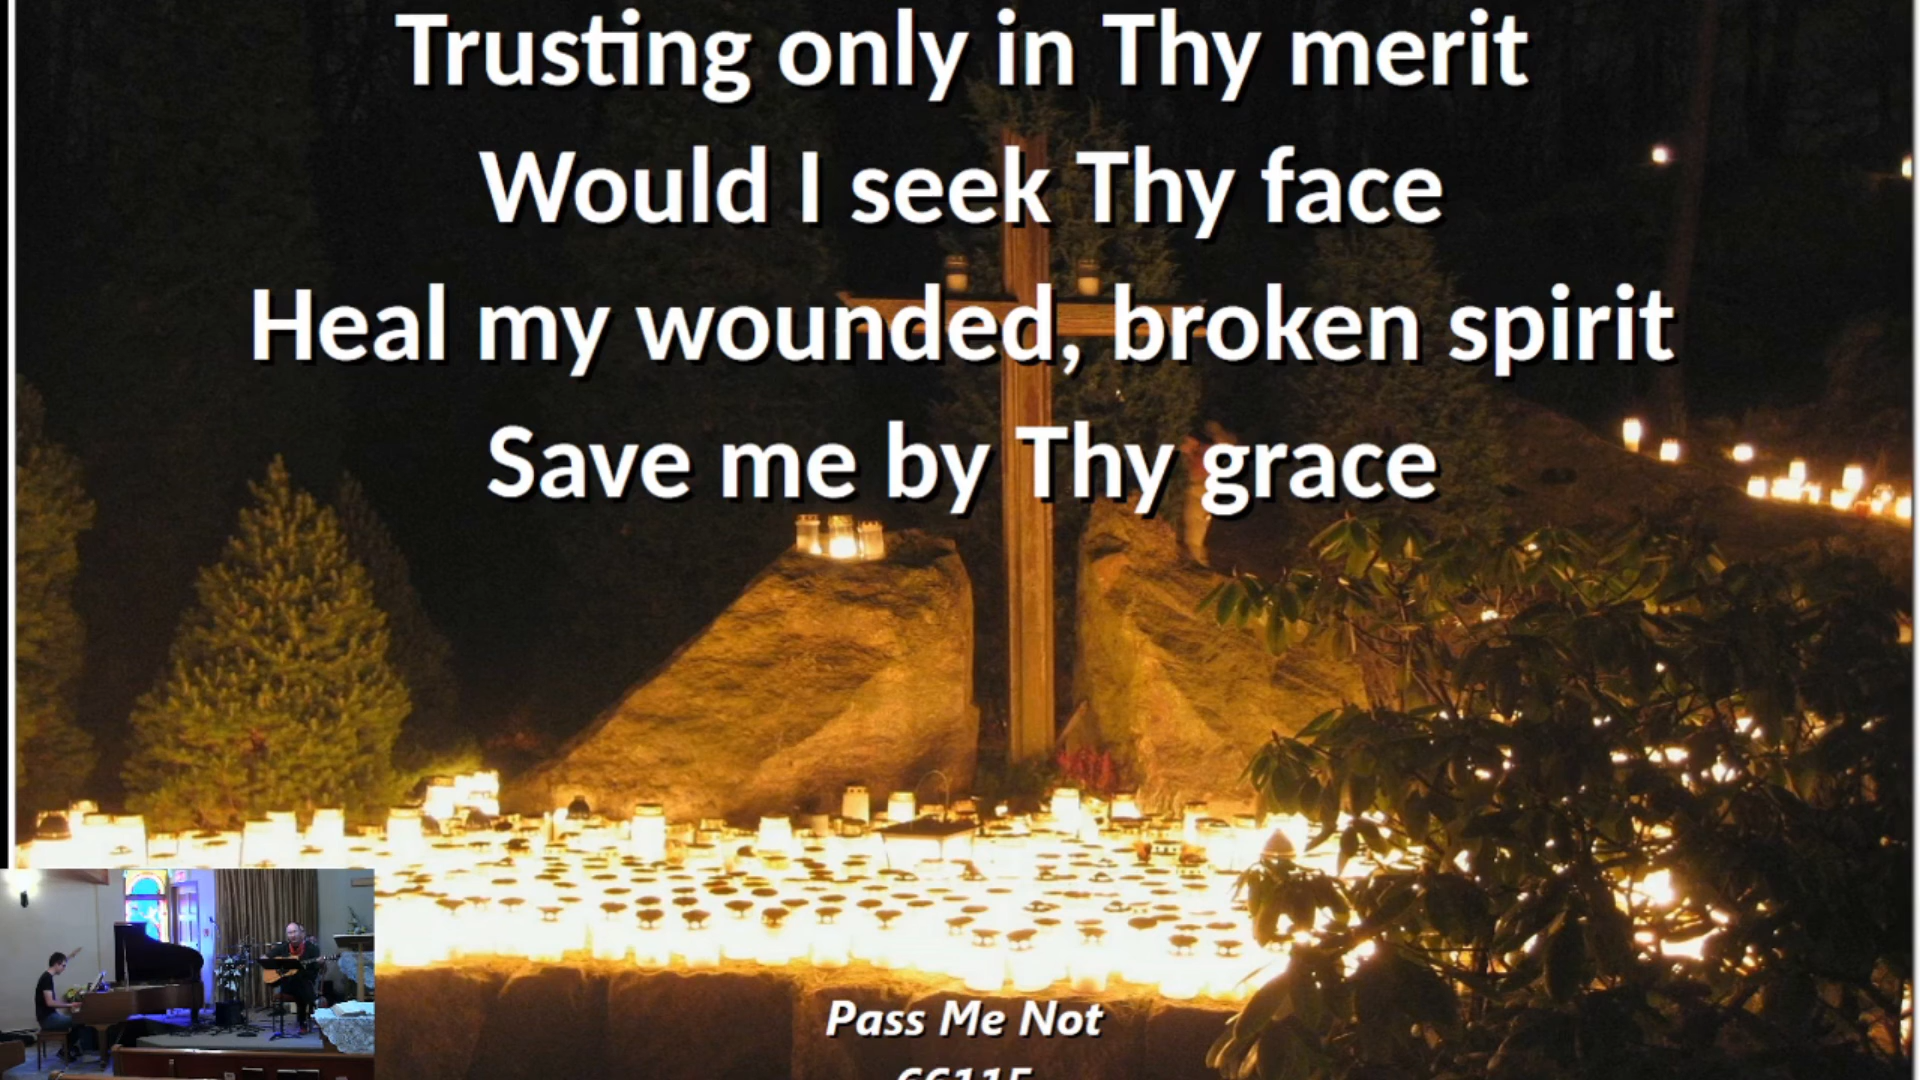 Trusting only in Thy merit
Would I seek Thy face
Heal my wounded, broken spirit
Save me by Thy grace
Pass Me Not